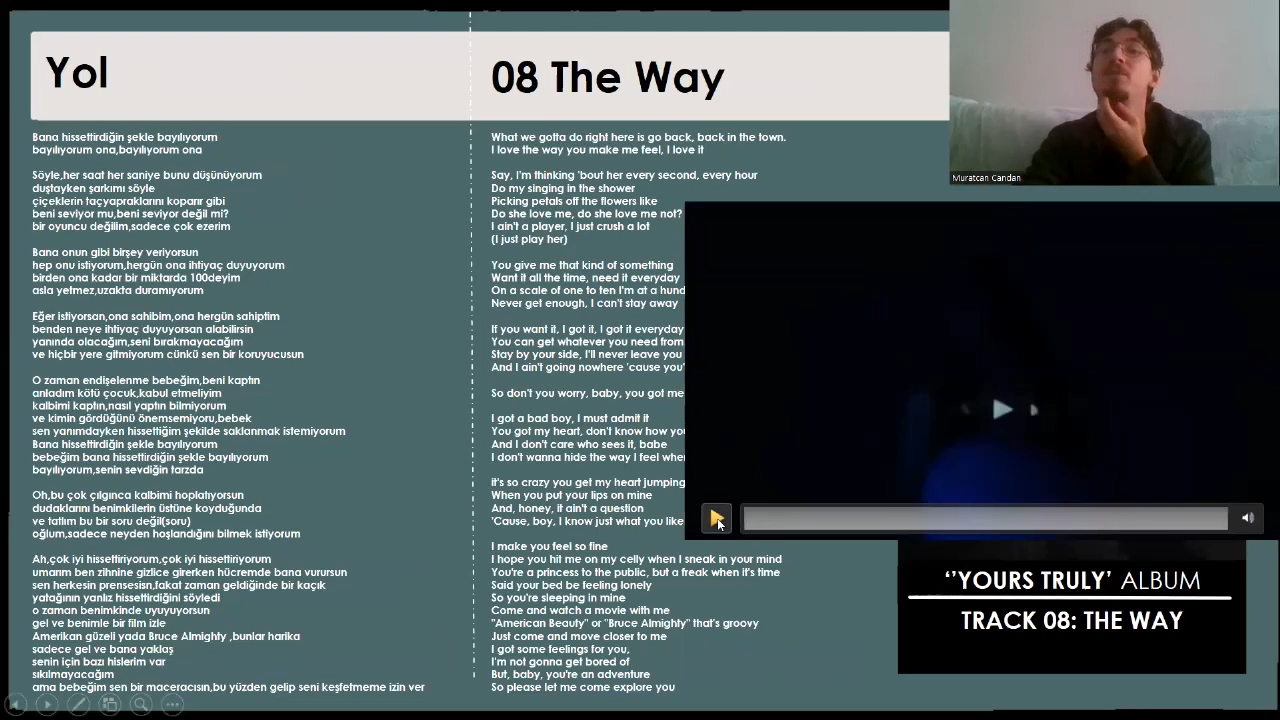 Yol
Bana hissettirdiğin şekle bayılıyorum
bayılıyorum ona,bayılıyorum ona
Söyle,her saat her saniye bunu düşünüyorum
duştayken şarkımı söyle
çiçeklerin taçyapraklarını koparır gibi
beni seviyor mu,beni seviyor değil mi?
bir oyuncu değilim,sadece çok ezerim
Bana onun gibi birşey veriyorsun
hep onu istiyorum,hergün ona ihtiyaç duyuyorum
birden ona kadar bir miktarda 100deyim
asla yetmez,uzakta duramıyorum
Eğer istiyorsan,ona sahibim,ona hergün sahiptim
benden neye ihtiyaç duyuyorsan alabilirsin
yanında olacağım,seni bırakmayacağım
ve hiçbir yere gitmiyorum cünkü sen bir koruyucusun
O zaman endişelenme bebeğim,beni kaptın
anladım kötü çocuk,kabul etmeliyim
kalbimi kaptın,nasıl yaptın bilmiyorum
ve kimin gördüğünü önemsemiyoru,bebek
sen yanımdayken hissettiğim şekilde saklanmak istemiyorum
Bana hissettirdiğin şekle bayılıyorum
bebeğim bana hissettirdiğin şekle bayılıyorum
bayılıyorum,senin sevdiğin tarzda
Oh,bu çok çılgınca kalbimi hoplatıyorsun
dudaklarını benimkilerin üstüne koyduğunda
ve tatlım bu bir soru değil(soru)
oğlum,sadece neyden hoşlandığını bilmek istiyorum
Ah,çok iyi hissettiriyorum,çok iyi hissettiriyorum
umarım ben zihnine gizlice girerken hücremde bana vurursun
sen herkesin prensesisn,fakat zaman geldiğinde bir kaçık
yatağının yanlız hissettirdiğini söyledi
o zaman benimkinde uyuyuyorsun
gel ve benimle bir film izle
Amerikan güzeli yada Bruce Almighty ,bunlar harika
sadece gel ve bana yaklaş
senin için bazı hislerim var
sıkılmayacağım
ama bebeğim sen bir maceracısın,bu yüzden gelip seni keşfetmeme izin ver
08 The Way
What we gotta do right here is go back, back in the town.
I love the way you make me feel, I love it
Say, I'm thinking 'bout her every second, every hour
Do my singing in the shower
Picking petals off the flowers like
Do she love me, do she love me not?
I ain't a player, I just crush a lot
(I just play her)
You give me that kind of something
Want it all the time, need it everyday
On a scale of one to ten I'm at a hund
Never get enough, I can't stay away
If you want it, I got it, I got it everyday
You can get whatever you need from
Stay by your side, I'll never leave you
And I ain't going nowhere 'cause you'
So don't you worry, baby, you got me
I got a bad boy, I must admit it
You got my heart, don't know how you
And I don't care who sees it, babe
I don't wanna hide the way I feel when
it's so crazy you get my heart jumping
When you put your lips on mine
And, honey, it ain't a question
'Cause, boy, I know just what you like
I make you feel so fine
I hope you hit me on my celly when I sneak in your mind
You're a princess to the public, but a freak when it's time
Said your bed be feeling lonely
So you're sleeping in mine
Come and watch a movie with me
"American Beauty" or "Bruce Almighty" that's groovy
Just come and move closer to me
I got some feelings for you,
I'm not gonna get bored of
But, baby, you're an adventure
So please let me come explore you
Muratcan Candan
‘’YOURS TRULY’ ALBUM
TRACK 08: THE WAY